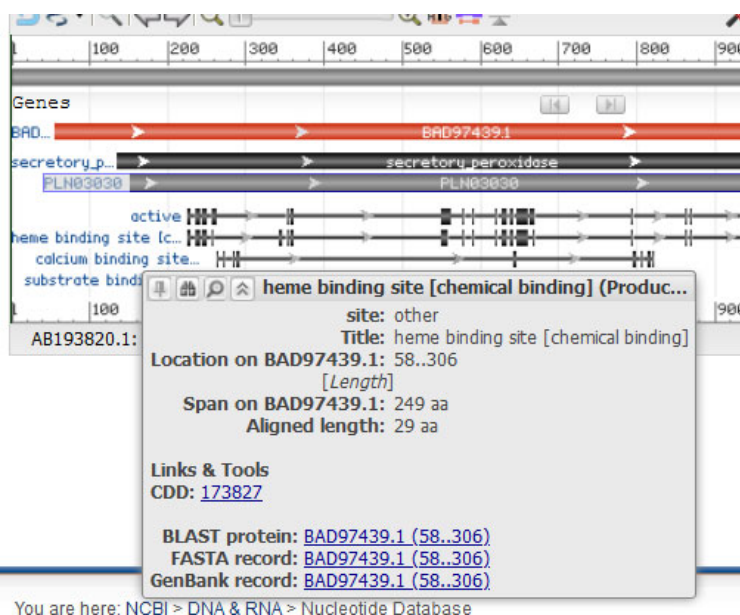 1 100 200 300 400 500 600 700 800 900
Genes
BAD... BAD97439.1
secretory_p... secretory_peroxidase
PLN03030 PLN03030
active
heme binding site [c...
calcium binding site...
substrate bindi
heme binding site [chemical binding] (Produc...
site: other
1 100 900
Title: heme binding site [chemical binding]
AB193820.1:
Location on BAD97439.1: 58..306
[Length]
Span on BAD97439.1: 249 aa
Aligned length: 29 aa
Links & Tools
CDD: 173827
BLAST protein: BAD97439.1 (58..306)
FASTA record: BAD97439.1 (58..306)
GenBank record: BAD97439.1 (58..306)
You are here: NCBI > DNA & RNA > Nucleotide Database